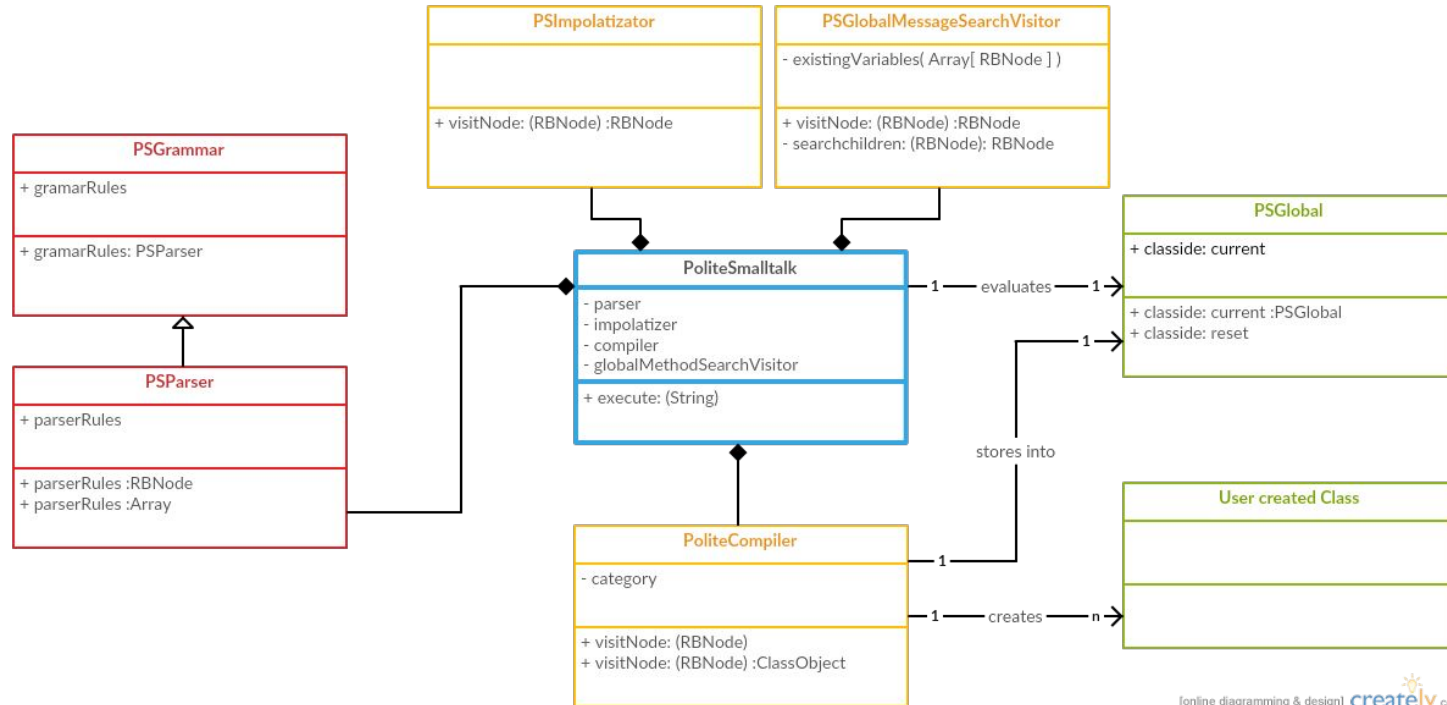 PSImpolatizator
+ visitNode: (RBNode) :RBNode
PSGlobalMessageSearchVisitor
- existingVariables( Array[ RBNode ] )
+ visitNode: (RBNode) :RBNode
- searchchildren: (RBNode): RBNode
PSGrammar
+ gramarRules
+ gramarRules: PSParser
PSParser
+ parserRules
+ parserRules :RBNode
+ parserRules :Array
PoliteSmalltalk
- parser
- impolatizer
- compiler
- globalMethodSearchVisitor
+ execute: (String)
1 evaluates 1
PSGlobal
+ classide: current
+ classide: current :PSGlobal
+ classide: reset
1
stores into
1
PoliteCompiler
- category
+ visitNode: (RBNode)
+ visitNode: (RBNode) :ClassObject
1 creates n
User created Class
[online diagramming & design] creately